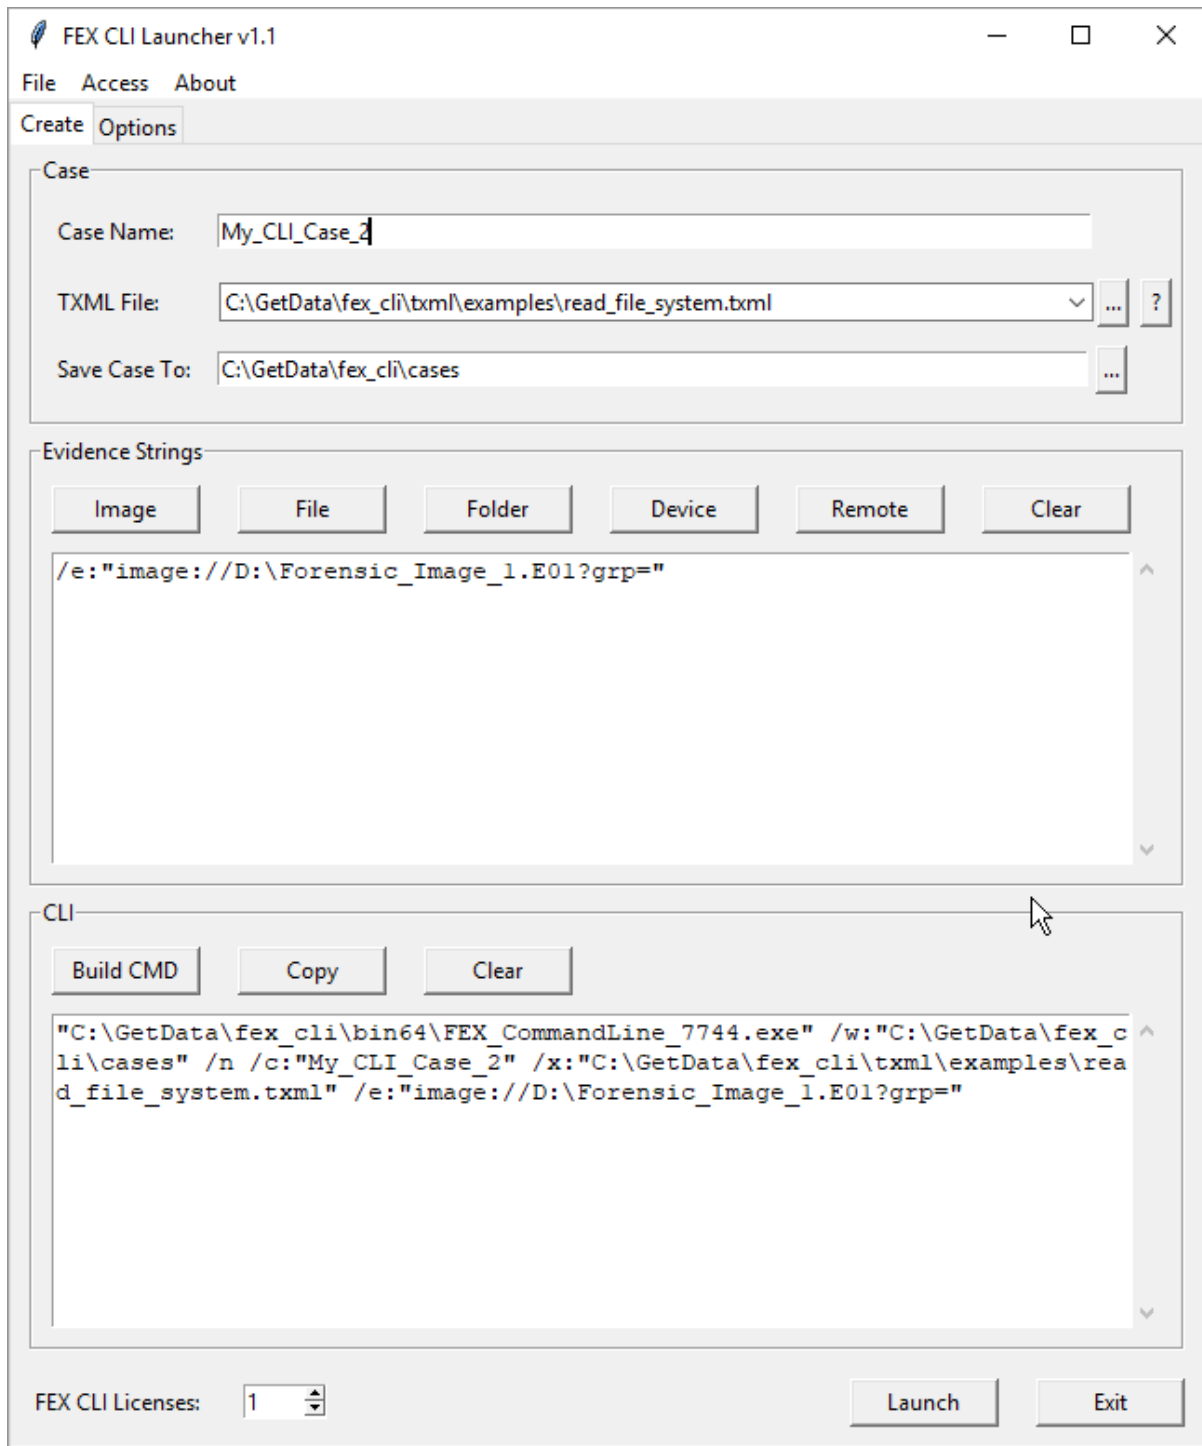 FEX CLI Launcher v1.1
File Access About
Create Options
Case
Case Name: My_CLI_Case_2
TXML File: C:\GetData\fex_cli\txml\examples\read_file_system.txml ... ?
Save Case To: C:\GetData\fex_cli\cases ...
Evidence Strings
Image File Folder Device Remote Clear
/e:"image://D:\Forensic_Image_1.E01?grp="
CLI
Build CMD Copy Clear
"C:\GetData\fex_cli\bin64\FEX_CommandLine_7744.exe" /w:"C:\GetData\fex_c
li\cases" /n /c:"My_CLI_Case_2" /x:"C:\GetData\fex_cli\txml\examples\rea
d_file_system.txml" /e:"image://D:\Forensic_Image_1.E01?grp="
FEX CLI Licenses: 1 Launch Exit